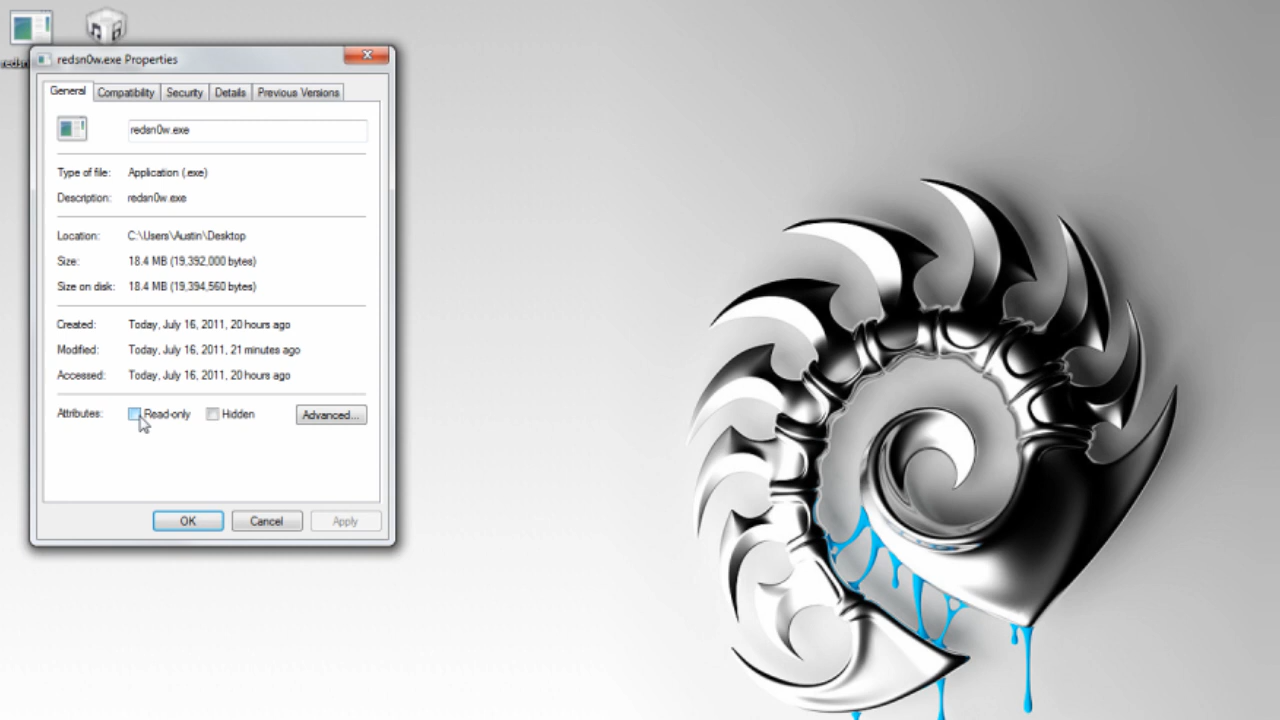 redsn0w.exe Properties
General Compatibility Security Details Previous Versions
redsn0w.exe
Type of file: Application (.exe)
Description: redsn0w.exe
Location: C:\Users\Austin\Desktop
Size: 18.4 MB (19,392,000 bytes)
Size on disk: 18.4 MB (19,394,560 bytes)
Created: Today, July 16, 2011, 20 hours ago
Modified: Today, July 16, 2011, 21 minutes ago
Accessed: Today, July 16, 2011, 20 hours ago
Attributes: Read-only Hidden Advanced...
OK Cancel Apply